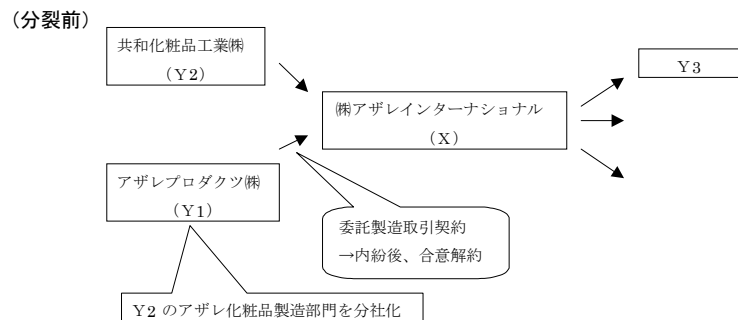 （分裂前）
共和化粧品工業㈱
（Y2）
Y3
㈱アザレインターナショナル
（X）
アザレプロダクツ㈱
（Y1）
委託製造取引契約
→内紛後、合意解約
Y2 のアザレ化粧品製造部門を分社化